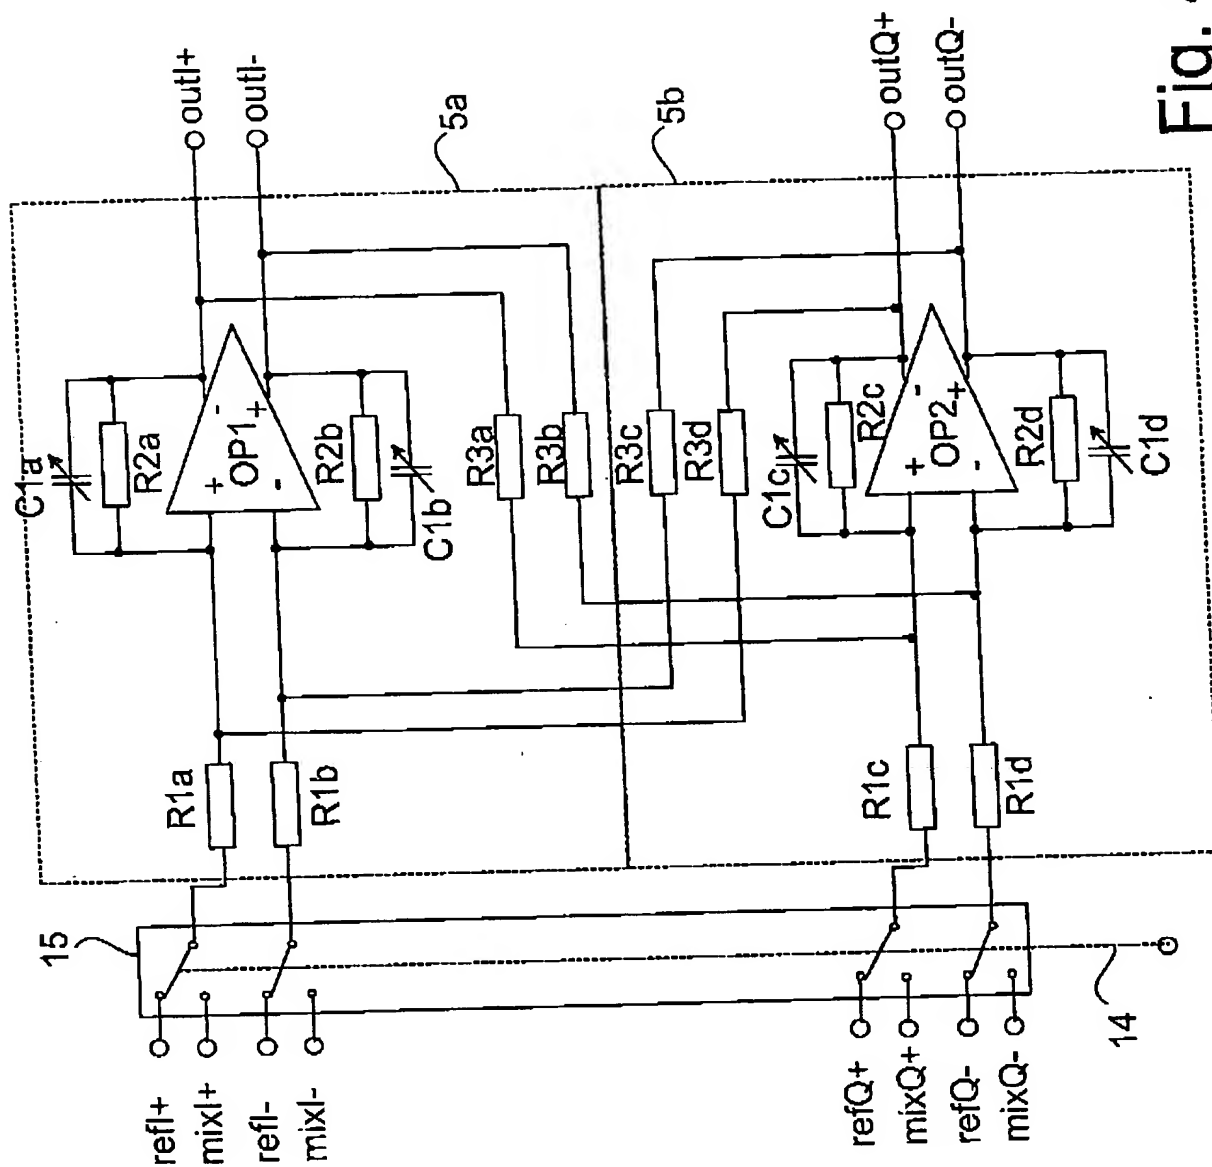 outI+
outI-
5a
5b
outQ+
outQ-
Fig.
C1a
R2a
-
+
OP1
+
-
R2b
C1b
R3a
R3b
R3c
R3d
C1c
R2c
-
+
OP2
+
-
R2d
C1d
R1a
R1b
R1c
R1d
15
14
refI+
mixI+
refI-
mixI-
refQ+
mixQ+
refQ-
mixQ-